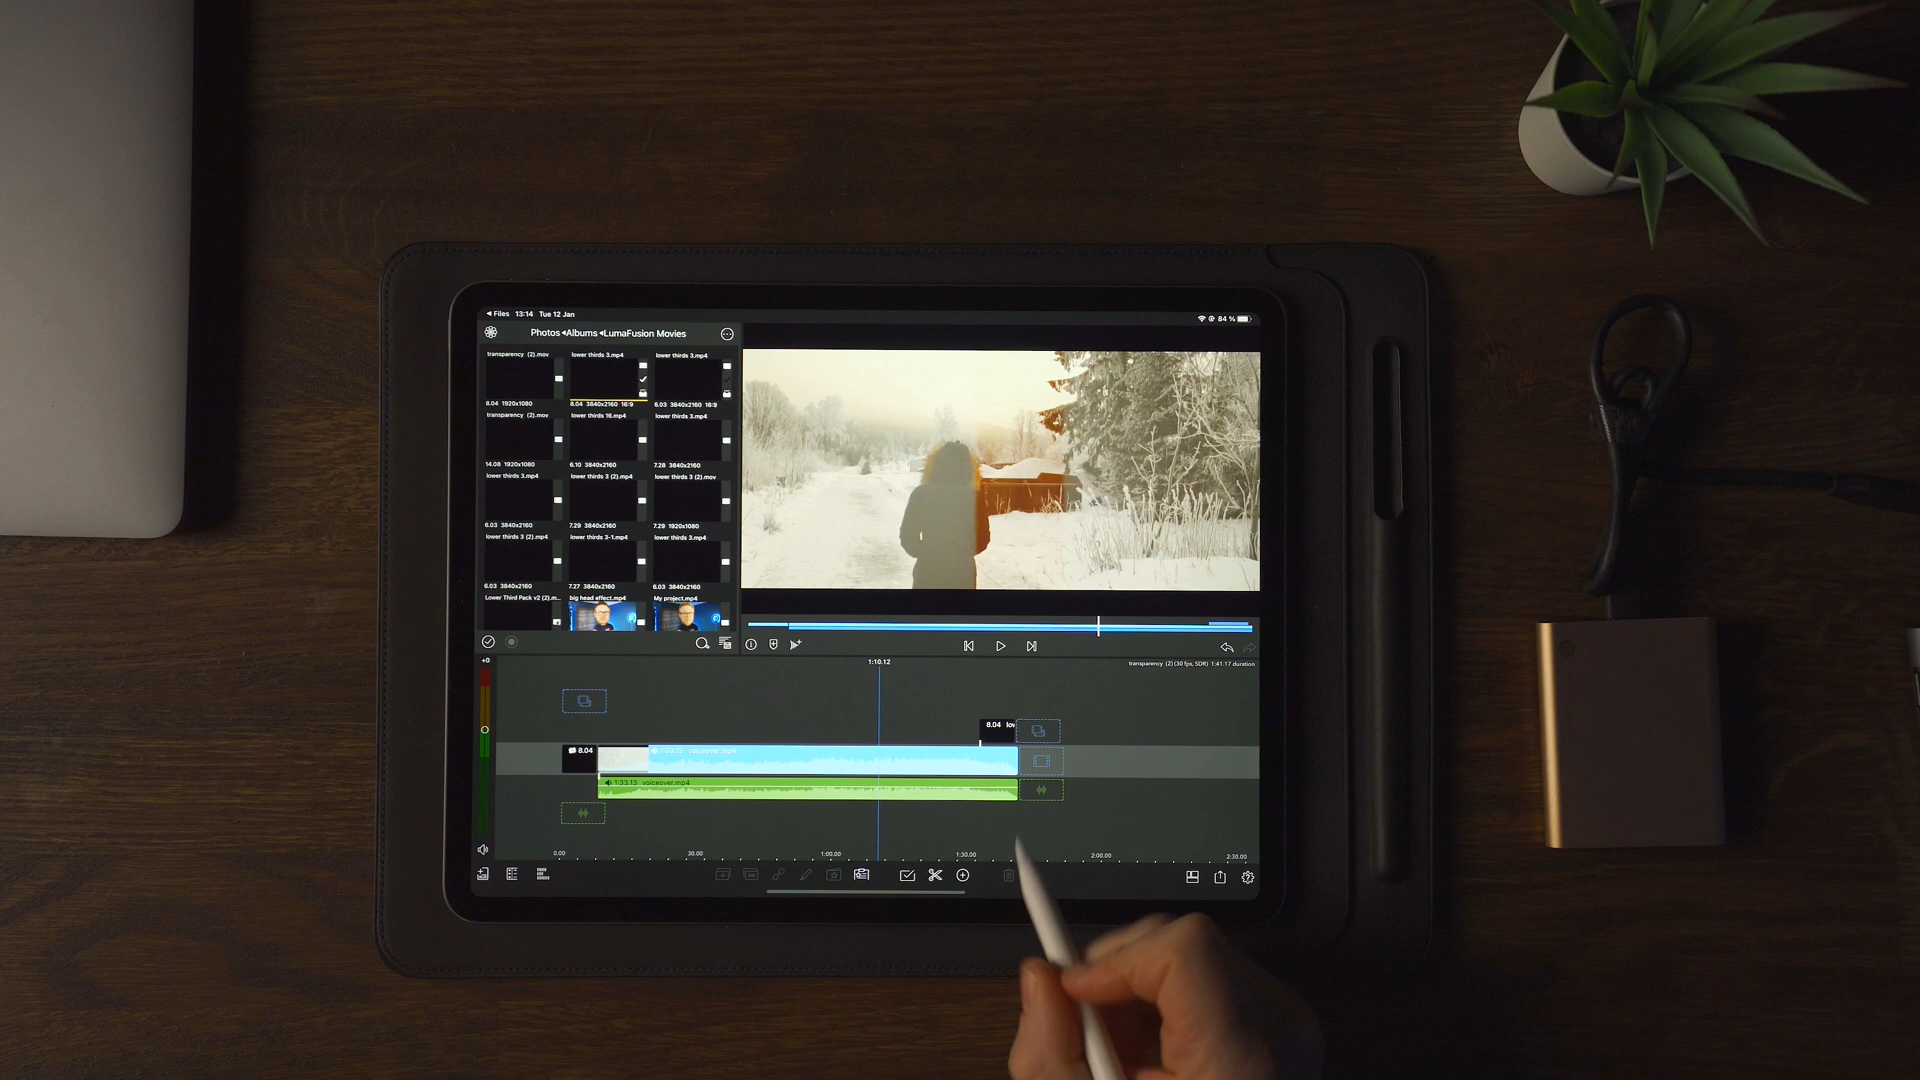 Files 13:14 Tue 12 Jan
84 %
Photos Albums LumaFusion Movies
transparency (2).mov lower thirds 3.mp4 lower thirds 3.mp4
8.04 1920x1080 8.04 3840x2160 16:9 6.03 3840x2160 16:9
transparency (2).mov lower thirds 16.mp4 lower thirds 3.mp4
14.08 1920x1080 6.10 3840x2160 7.28 3840x2160
lower thirds 3.mp4 lower thirds 3 (2).mp4 lower thirds 3 (2).mov
6.03 3840x2160 7.29 3840x2160 7.29 1920x1080
lower thirds 3 (2).mp4 lower thirds 3-1.mp4 lower thirds 3.mp4
6.03 3840x2160 7.27 3840x2160 6.03 3840x2160
Lower Third Pack v2 (2).m... big head effect.mp4 My project.mp4
+0
1:10.12
transparency (2) (30 fps, SDR) 1:41.17 duration
8.04 low
8.04
1:33.13 voiceover.mp4
1:33.13 voiceover.mp4
0.00 30.00 1:00.00 1:30.00 2:00.00 2:30.00